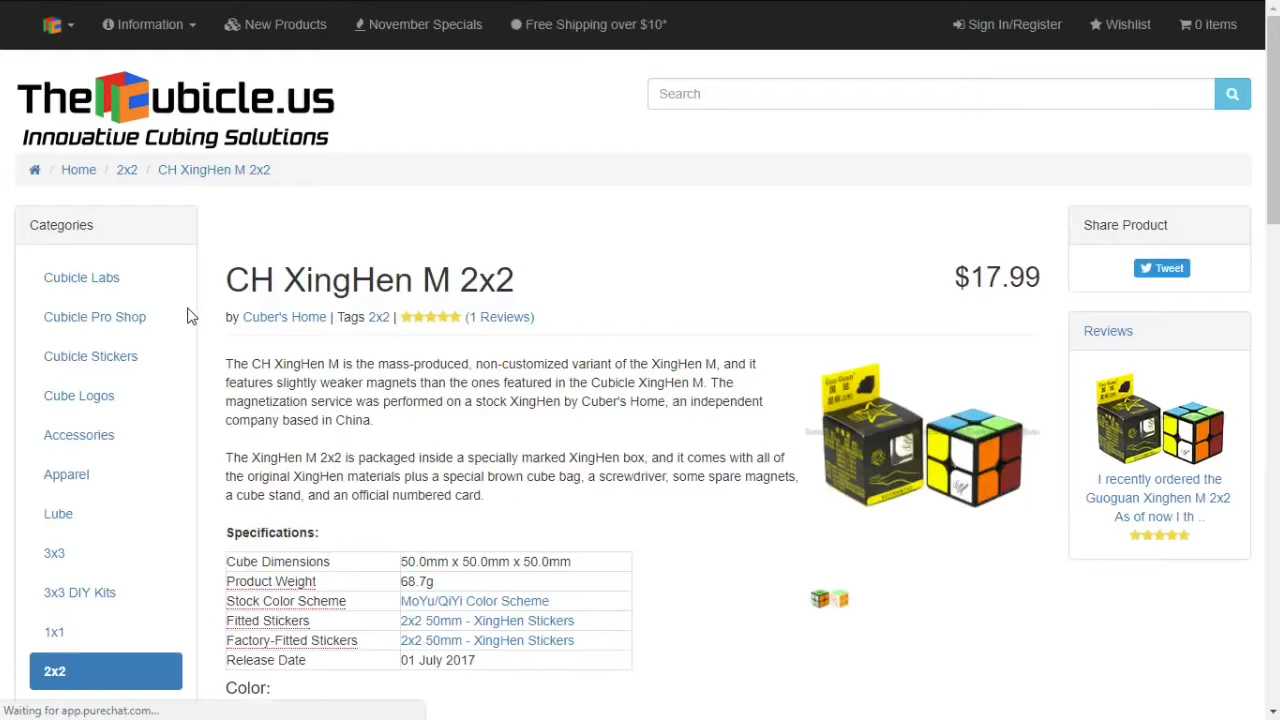 Information
New Products
November Specials
Free Shipping over $10*
Sign In/Register
Wishlist
0 items
TheCubicle.us
Innovative Cubing Solutions
Search
Home / 2x2 / CH XingHen M 2x2
Categories
Cubicle Labs
Cubicle Pro Shop
Cubicle Stickers
Cube Logos
Accessories
Apparel
Lube
3x3
3x3 DIY Kits
1x1
2x2
CH XingHen M 2x2
$17.99
by Cuber's Home | Tags 2x2 | (1 Reviews)
The CH XingHen M is the mass-produced, non-customized variant of the XingHen M, and it
features slightly weaker magnets than the ones featured in the Cubicle XingHen M. The
magnetization service was performed on a stock XingHen by Cuber's Home, an independent
company based in China.
The XingHen M 2x2 is packaged inside a specially marked XingHen box, and it comes with all of
the original XingHen materials plus a special brown cube bag, a screwdriver, some spare magnets,
a cube stand, and an official numbered card.
Specifications:
Cube Dimensions 50.0mm x 50.0mm x 50.0mm
Product Weight 68.7g
Stock Color Scheme MoYu/QiYi Color Scheme
Fitted Stickers 2x2 50mm - XingHen Stickers
Factory-Fitted Stickers 2x2 50mm - XingHen Stickers
Release Date 01 July 2017
Color:
Share Product
Tweet
Reviews
I recently ordered the
Guoguan Xinghen M 2x2
As of now I th ..
Waiting for app.purechat.com...